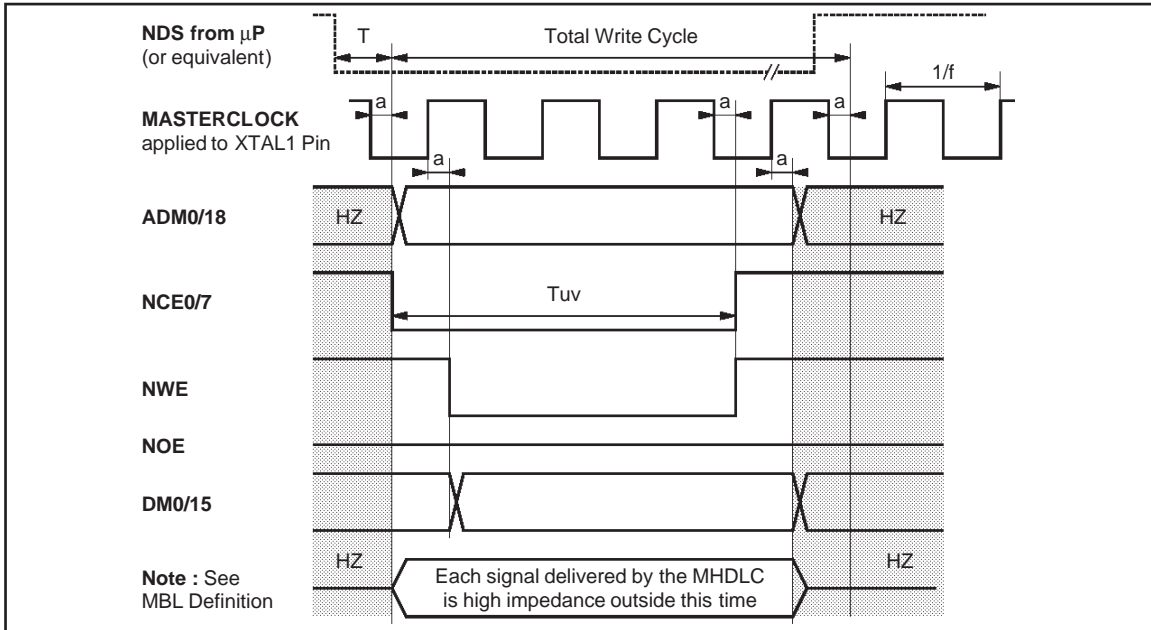 NDS from µP
(or equivalent)
T
Total Write Cycle
1/f
MASTERCLOCK
applied to XTAL1 Pin
a
a
a
a
a
ADM0/18
HZ
HZ
NCE0/7
Tuv
NWE
NOE
DM0/15
HZ
HZ
Note : See
MBL Definition
Each signal delivered by the MHDLC
is high impedance outside this time